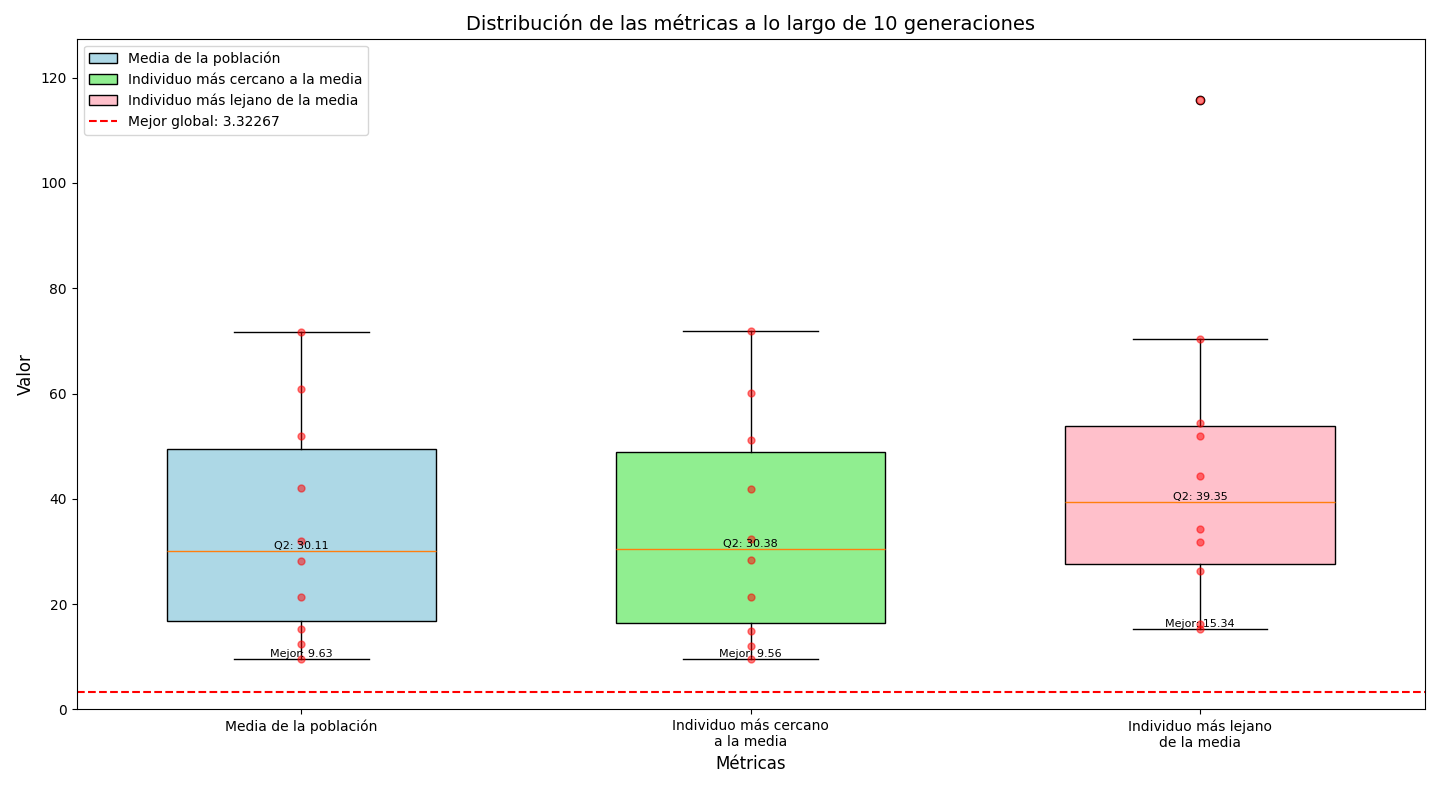 Distribución de las métricas a lo largo de 10 generaciones
Media de la población
Individuo más cercano a la media
Individuo más lejano de la media
Mejor global: 3.32267
Valor
120
100
80
60
40
20
0
Q2: 30.11
Mejor: 9.63
Q2: 30.38
Mejor: 9.56
Q2: 39.35
Mejor: 15.34
Media de la población
Individuo más cercano
a la media
Individuo más lejano
de la media
Métricas